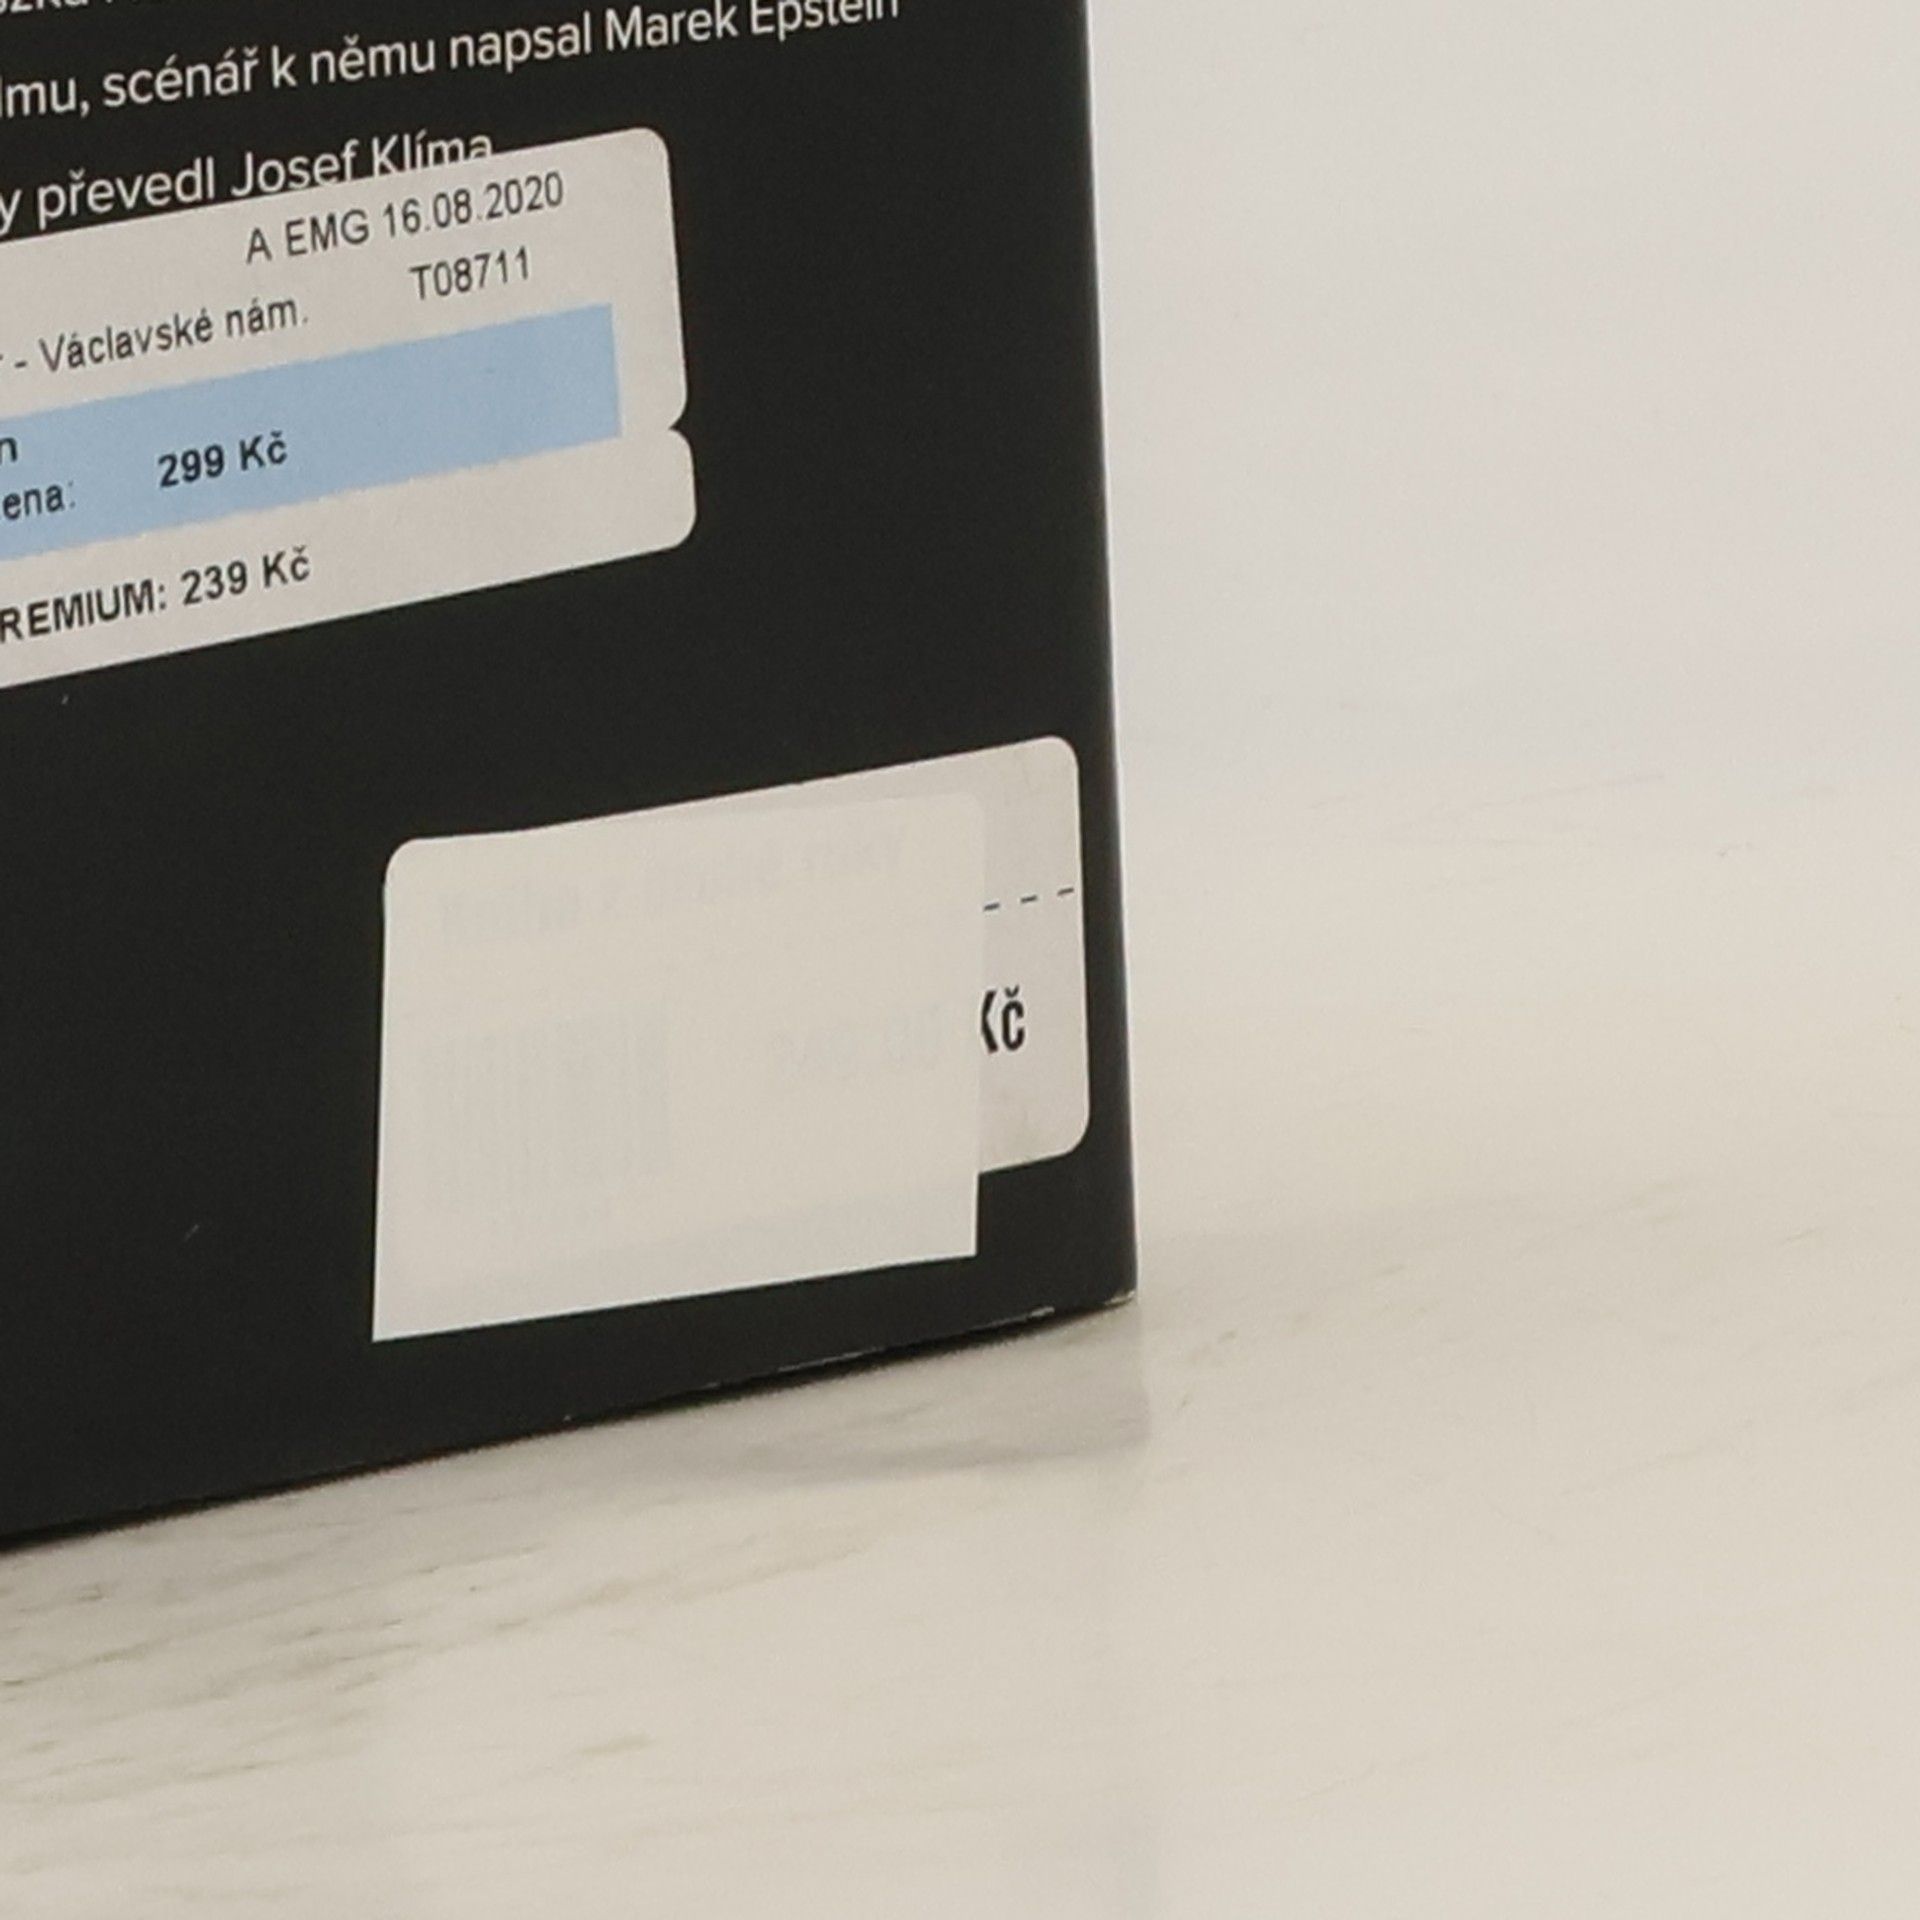 lmu, scénář k němu napsal Marek Epstein
y převedl Josef Klíma
A EMG 16.08.2020
T08711
- Václavské nám.
n
ena: 299 Kč
REMIUM: 239 Kč
Kč